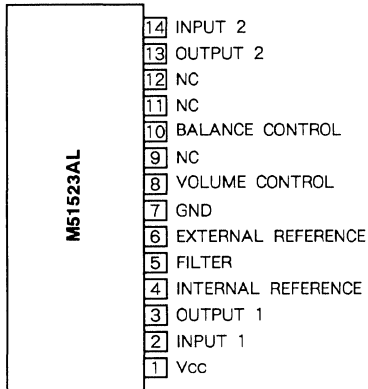 M51523AL
14 INPUT 2
13 OUTPUT 2
12 NC
11 NC
10 BALANCE CONTROL
9 NC
8 VOLUME CONTROL
7 GND
6 EXTERNAL REFERENCE
5 FILTER
4 INTERNAL REFERENCE
3 OUTPUT 1
2 INPUT 1
1 Vcc